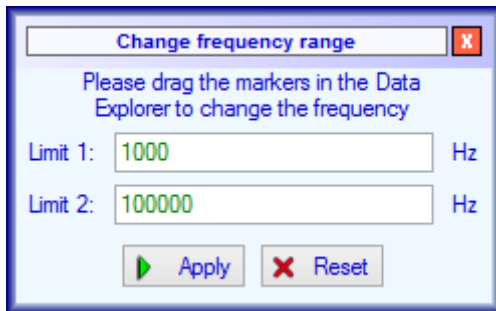 Change frequency range X
Please drag the markers in the Data
Explorer to change the frequency
Limit 1: 1000 Hz
Limit 2: 100000 Hz
Apply Reset